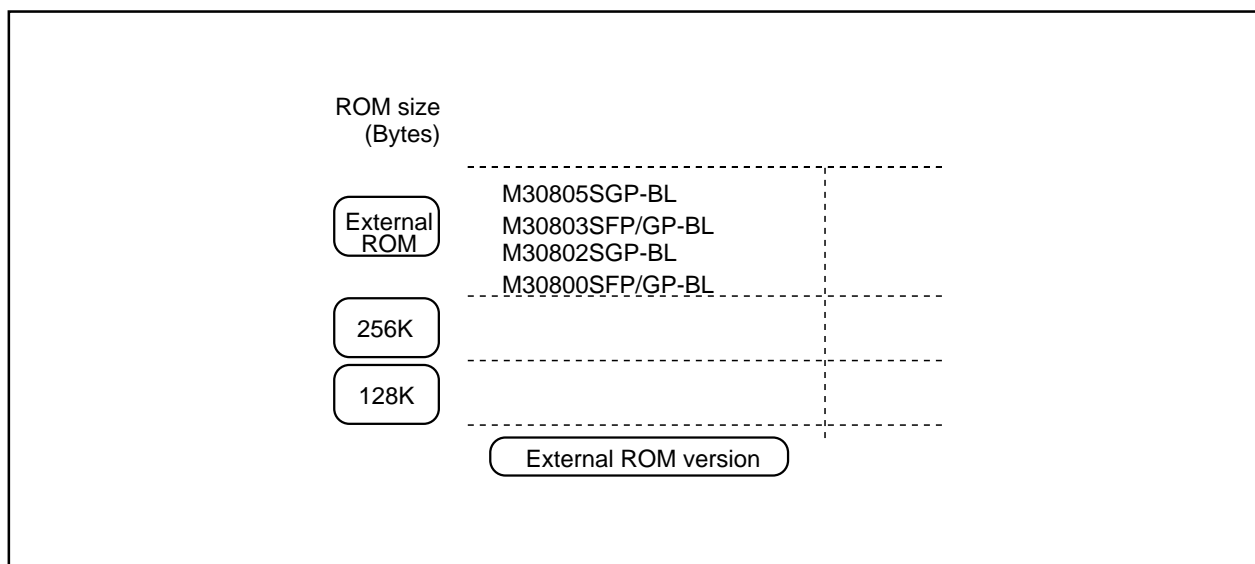 ROM size
(Bytes)
External
ROM
M30805SGP-BL
M30803SFP/GP-BL
M30802SGP-BL
M30800SFP/GP-BL
256K
128K
External ROM version